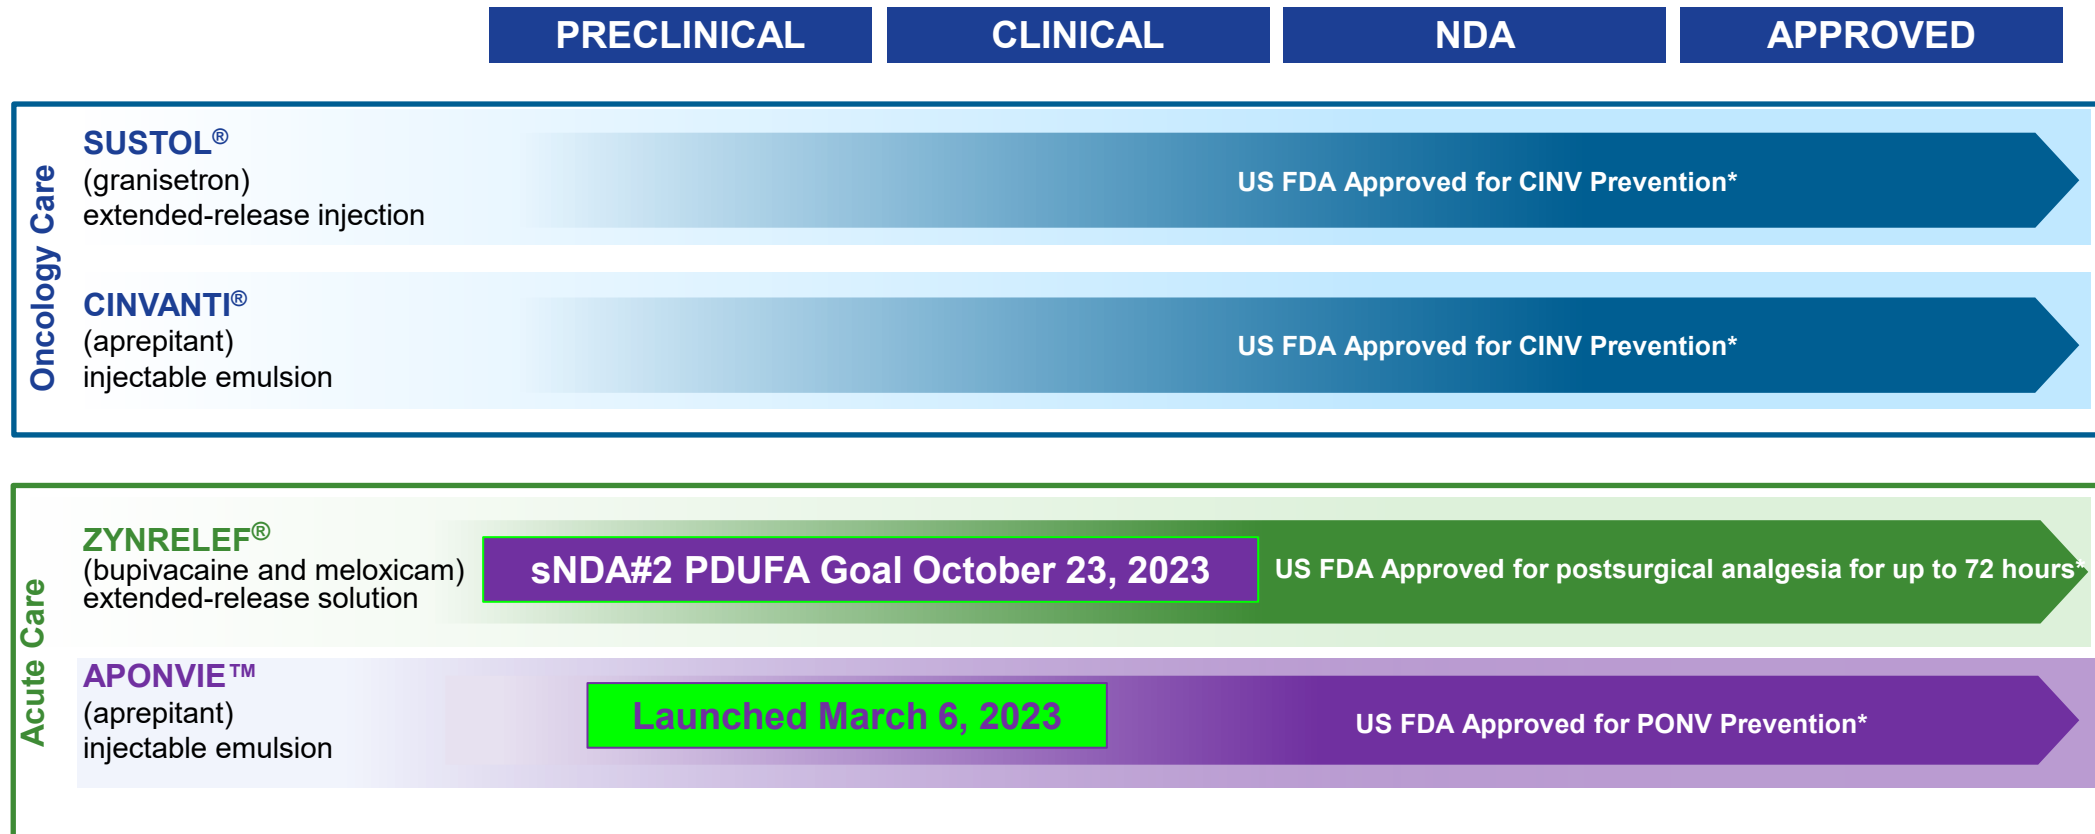 PRECLINICAL
CLINICAL
NDA
APPROVED
Oncology Care
SUSTOL®
(granisetron)
extended-release injection
US FDA Approved for CINV Prevention*
CINVANTI®
(aprepitant)
injectable emulsion
US FDA Approved for CINV Prevention*
Acute Care
ZYNRELEF®
(bupivacaine and meloxicam)
extended-release solution
sNDA#2 PDUFA Goal October 23, 2023
US FDA Approved for postsurgical analgesia for up to 72 hours*
APONVIE™
(aprepitant)
injectable emulsion
Launched March 6, 2023
US FDA Approved for PONV Prevention*